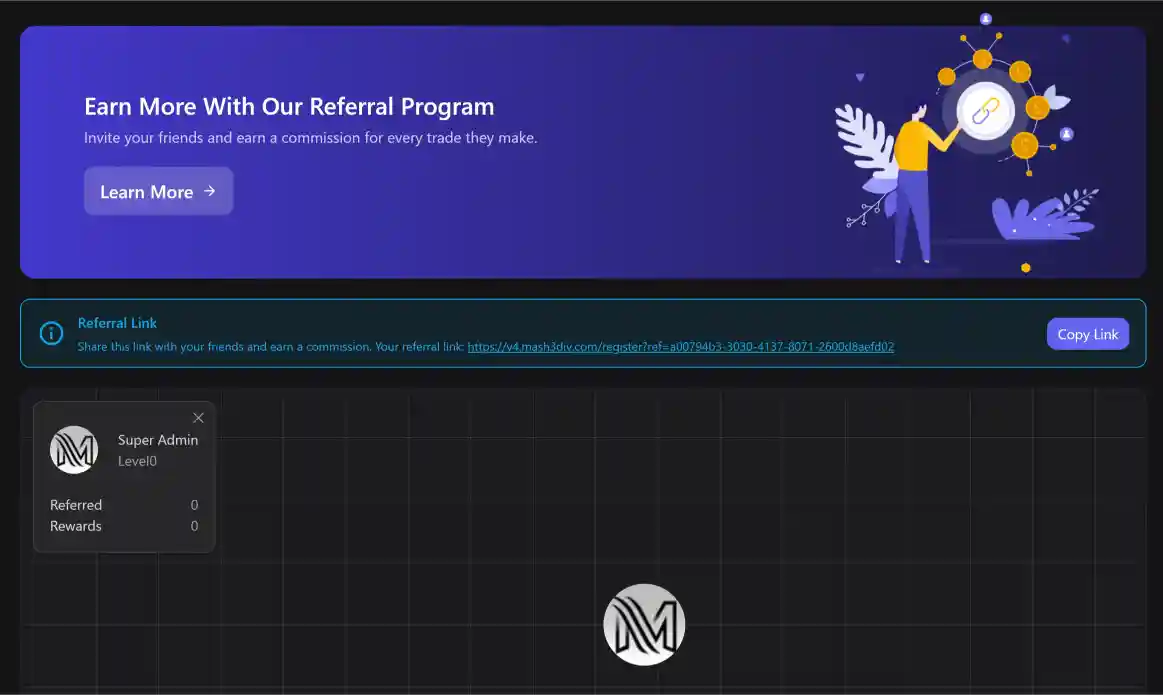 Earn More With Our Referral Program
Invite your friends and earn a commission for every trade they make.
Learn More →
Referral Link
Share this link with your friends and earn a commission. Your referral link: https://v4.mash3div.com/register?ref=a00794b3-3030-4137-8071-2600d8aefd02
Copy Link
Super Admin
Level0
Referred 0
Rewards 0